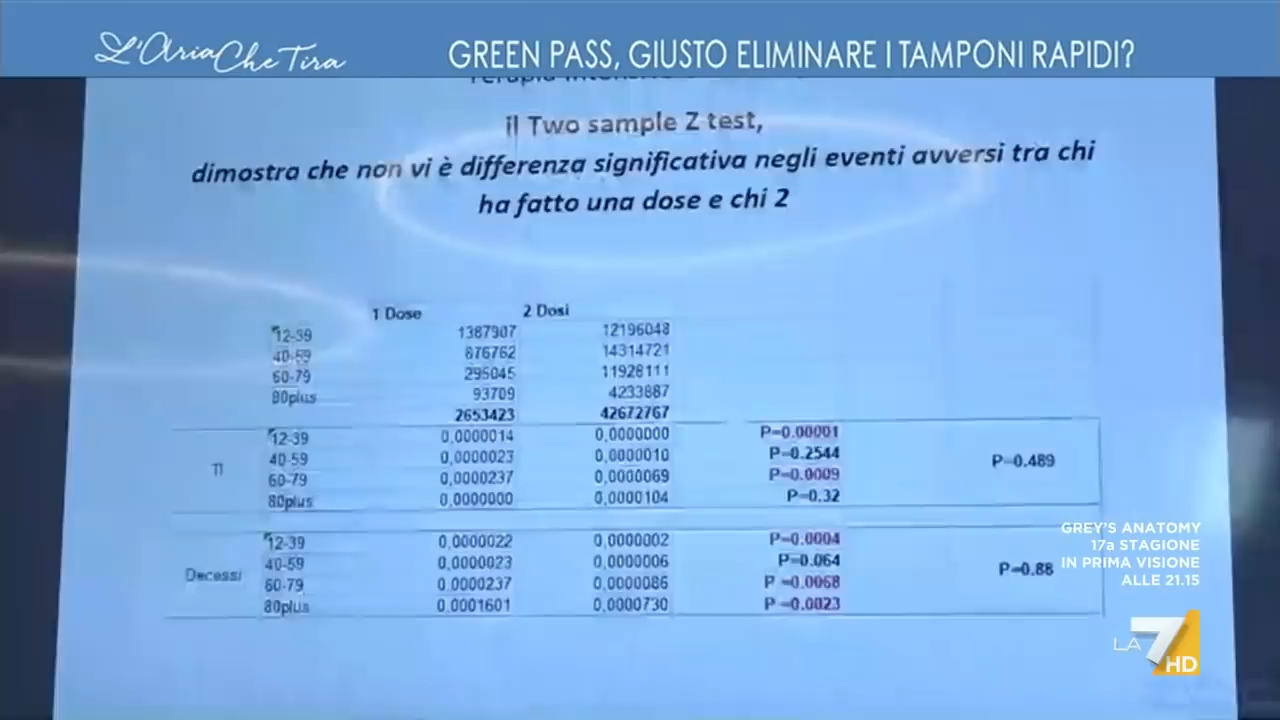 L'Aria Che Tira
GREEN PASS, GIUSTO ELIMINARE I TAMPONI RAPIDI?
il Two sample Z test,
dimostra che non vi è differenza significativa negli eventi avversi tra chi
ha fatto una dose e chi 2
1 Dose 2 Dosi
12-39 1387907 12196048
40-59 876762 14314721
60-79 295045 11928111
80plus 93709 4233887
2653423 42672767
12-39 0,0000014 0,0000000 P=0.00001
40-59 0,0000023 0,0000010 P=0.2544
TI P=0.489
60-79 0,0000237 0,0000069 P=0.0009
80plus 0,0000000 0,0000104 P=0.32
12-39 0,0000022 0,0000002 P=0.0004
40-59 0,0000023 0,0000006 P=0.064
Decessi P=0.88
60-79 0,0000237 0,0000086 P =0.0068
80plus 0,0001601 0,0000730 P =0.0023
GREY'S ANATOMY
17a STAGIONE
IN PRIMA VISIONE
ALLE 21.15
LA 7 HD